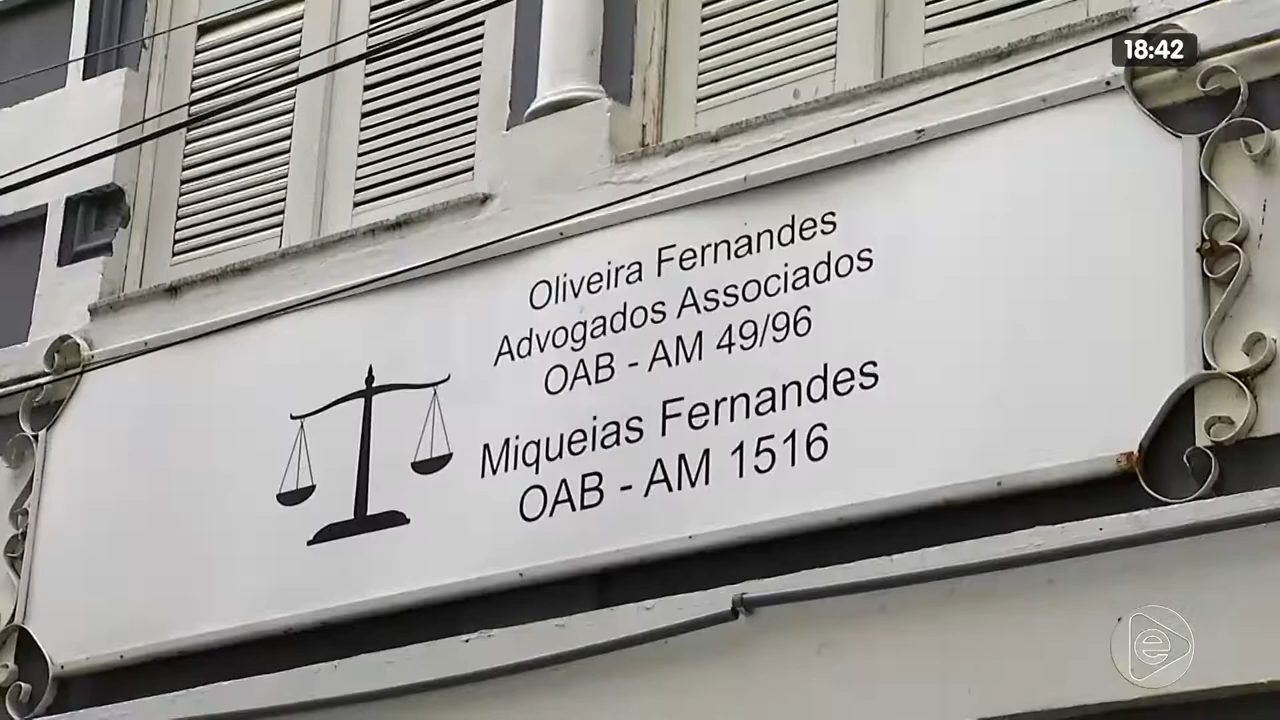 18:42
Oliveira Fernandes
Advogados Associados
OAB - AM 49/96
Miqueias Fernandes
OAB - AM 1516
e